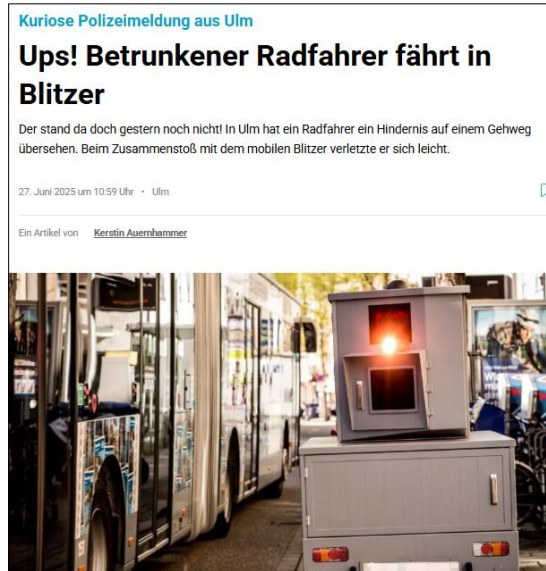 Kuriose Polizeimeldung aus Ulm
Ups! Betrunkener Radfahrer fährt in
Blitzer
Der stand da doch gestern noch nicht! In Ulm hat ein Radfahrer ein Hindernis auf einem Gehweg
übersehen. Beim Zusammenstoß mit dem mobilen Blitzer verletzte er sich leicht.
27. Juni 2025 um 10:59 Uhr • Ulm
Ein Artikel von Kerstin Auernhammer